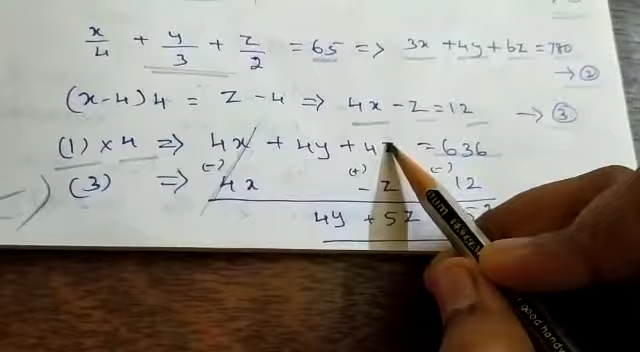 x/4 + y/3 + z/2 = 65 => 3x + 4y + 6z = 780 → ②
(x-4)4 = z-4 => 4x - z = 12 → ③
(1) × 4 => 4x + 4y + 4z = 636
(3) => (-) 4x (+) - z (-) 12
4y + 5z